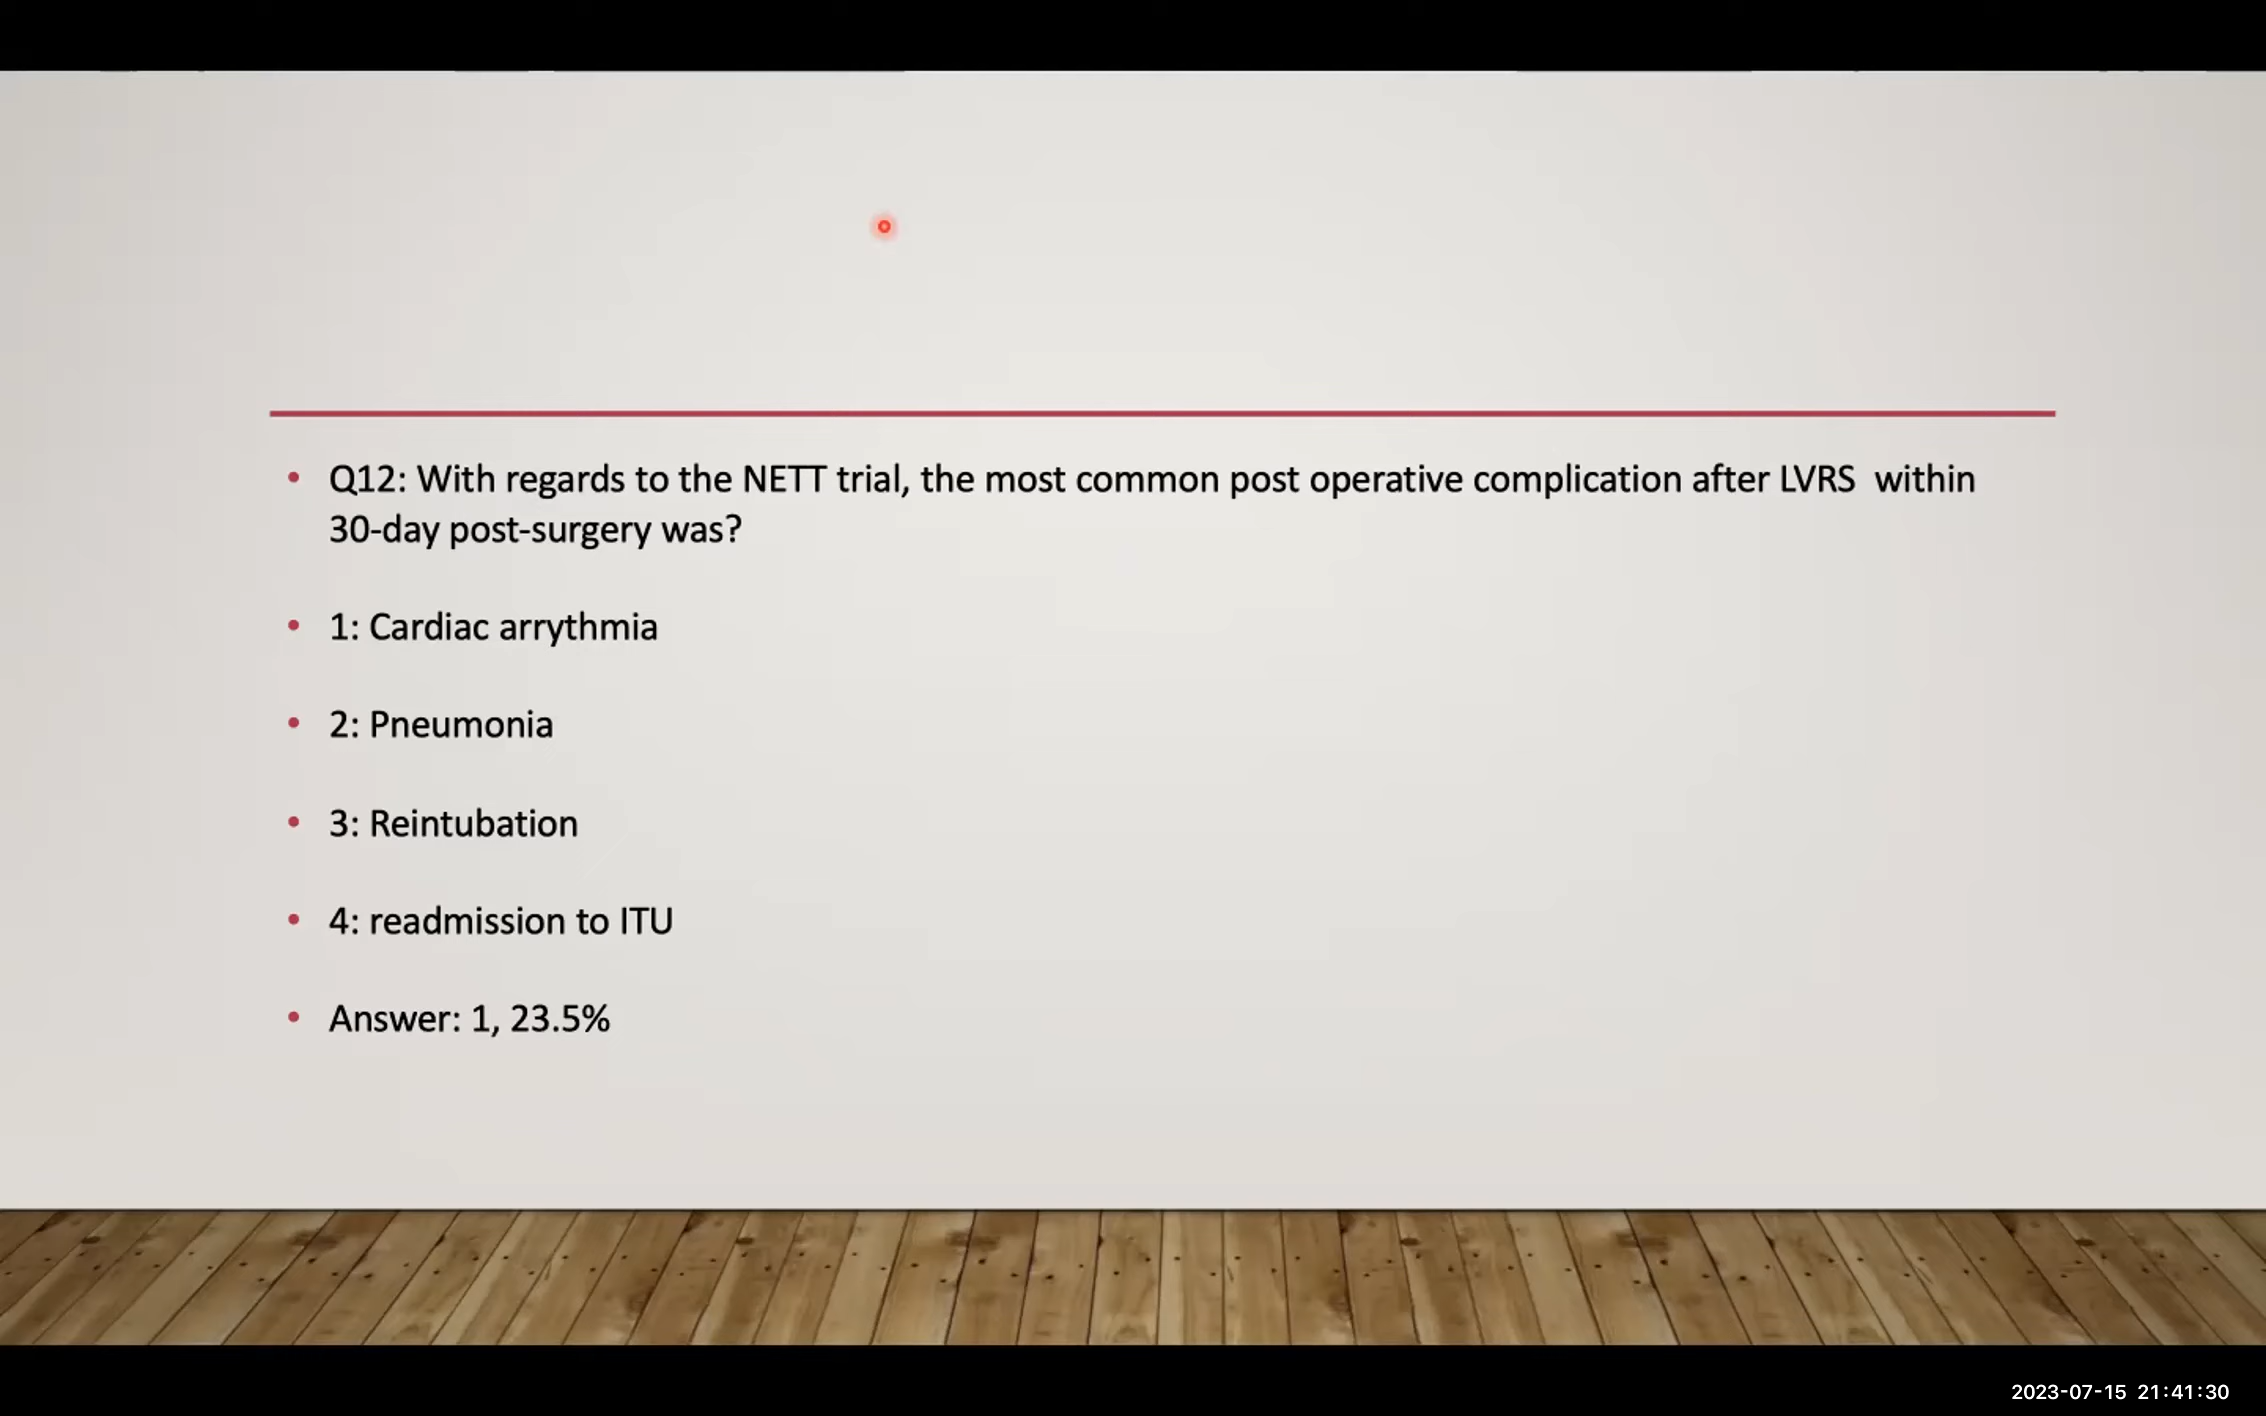 • Q12: With regards to the NETT trial, the most common post operative complication after LVRS  within
30-day post-surgery was?
• 1: Cardiac arrythmia
• 2: Pneumonia
• 3: Reintubation
• 4: readmission to ITU
• Answer: 1, 23.5%
2023-07-15 21:41:30